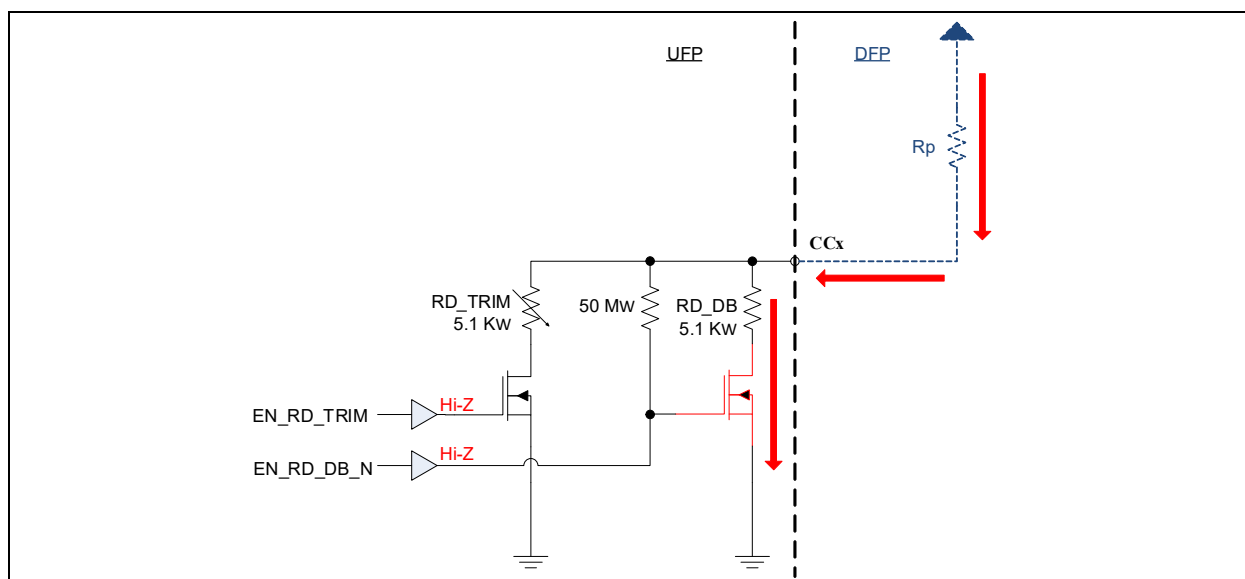 UFP
DFP
Rp
CCx
RD_TRIM
5.1 Kw
50 Mw
RD_DB
5.1 Kw
EN_RD_TRIM
Hi-Z
EN_RD_DB_N
Hi-Z